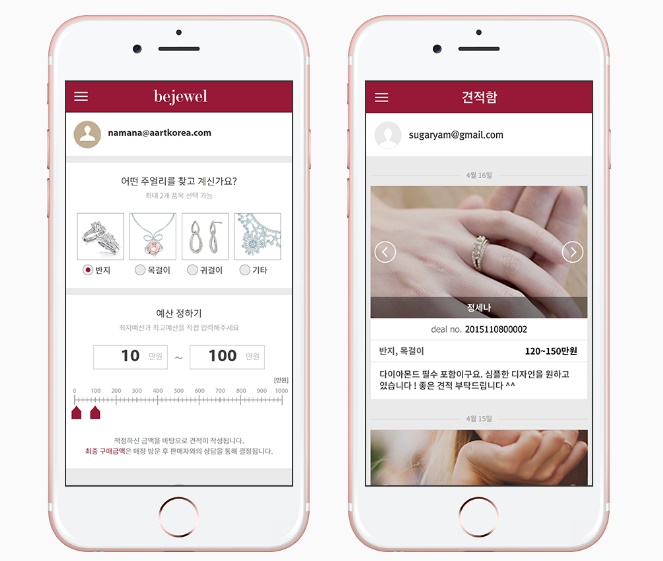 bejewel
namana@aartkorea.com
어떤 주얼리를 찾고 계신가요?
최대 2개 품목 선택 가능
반지
목걸이
귀걸이
기타
예산 정하기
최저예산과 최고예산을 직접 입력해주세요
10 만원 ~ 100 만원
[만원]
0 100 200 300 400 500 600 700 800 900 1000
책정하신 금액을 바탕으로 견적이 작성됩니다.
최종 구매금액은 매장 방문 후 판매자와의 상담을 통해 결정됩니다.
견적함
sugaryam@gmail.com
4월 16일
정세나
deal no. 2015110800002
반지, 목걸이 120~150만원
다이아몬드 필수 포함이구요. 심플한 디자인을 원하고
있습니다 ! 좋은 견적 부탁드립니다 ^^
4월 15일